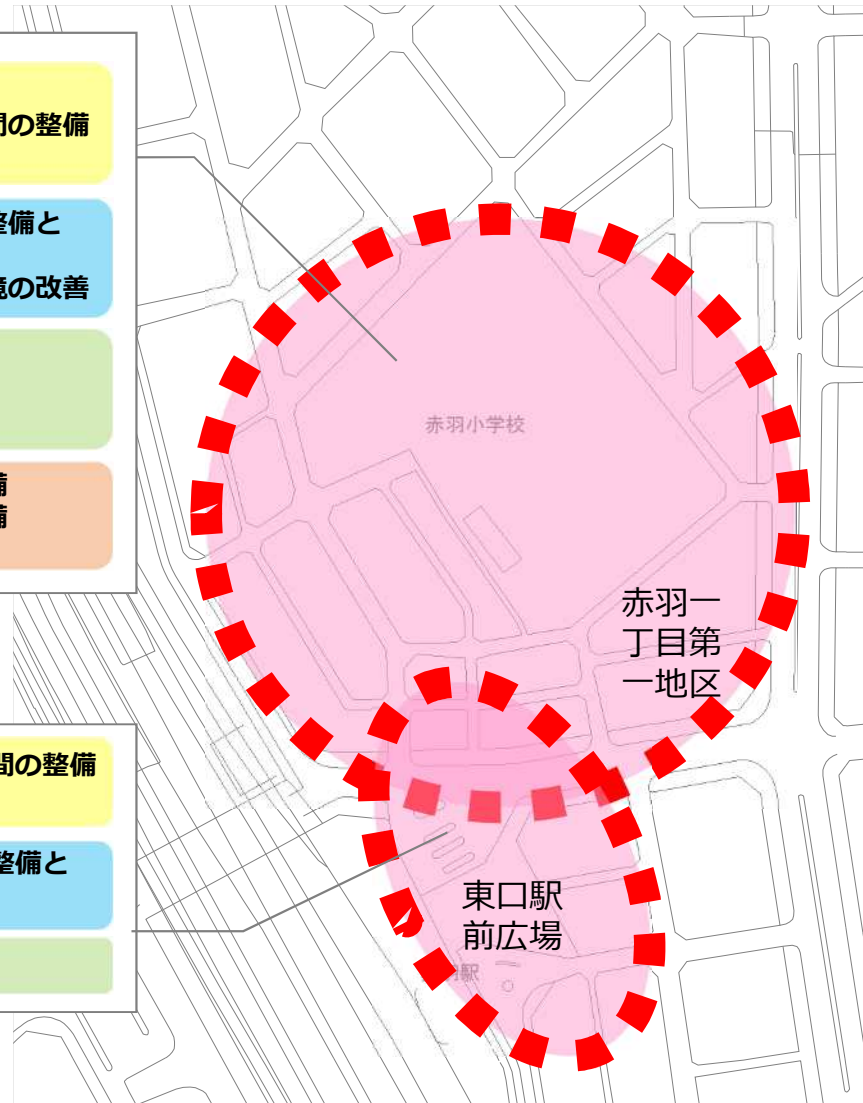 間の整備
整備と
境の改善
備
備
赤羽小学校
赤羽一
丁目第
一地区
間の整備
整備と
東口駅
前広場
駅